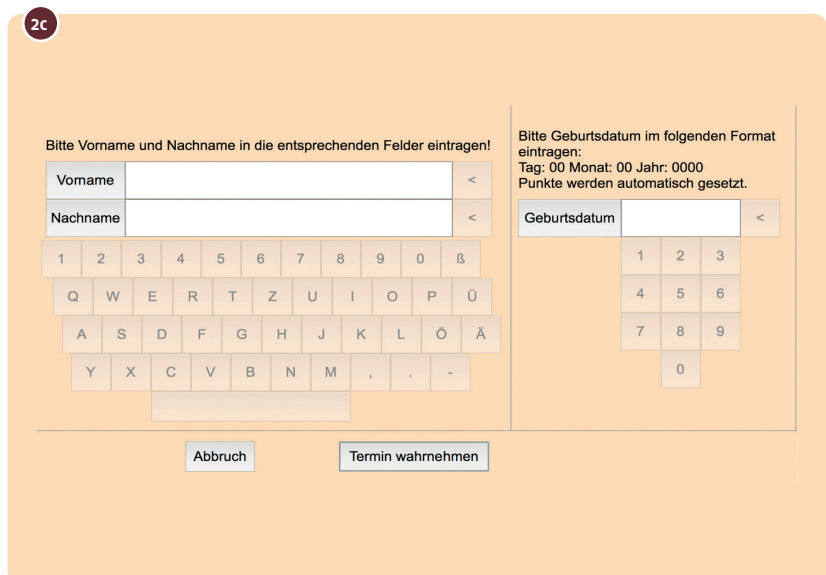 2c
Bitte Vorname und Nachname in die entsprechenden Felder eintragen!
Vorname <
Nachname <
1 2 3 4 5 6 7 8 9 0 ß
Q W E R T Z U I O P Ü
A S D F G H J K L Ö Ä
Y X C V B N M , . -
Bitte Geburtsdatum im folgenden Format
eintragen:
Tag: 00 Monat: 00 Jahr: 0000
Punkte werden automatisch gesetzt.
Geburtsdatum <
1 2 3
4 5 6
7 8 9
0
Abbruch Termin wahrnehmen